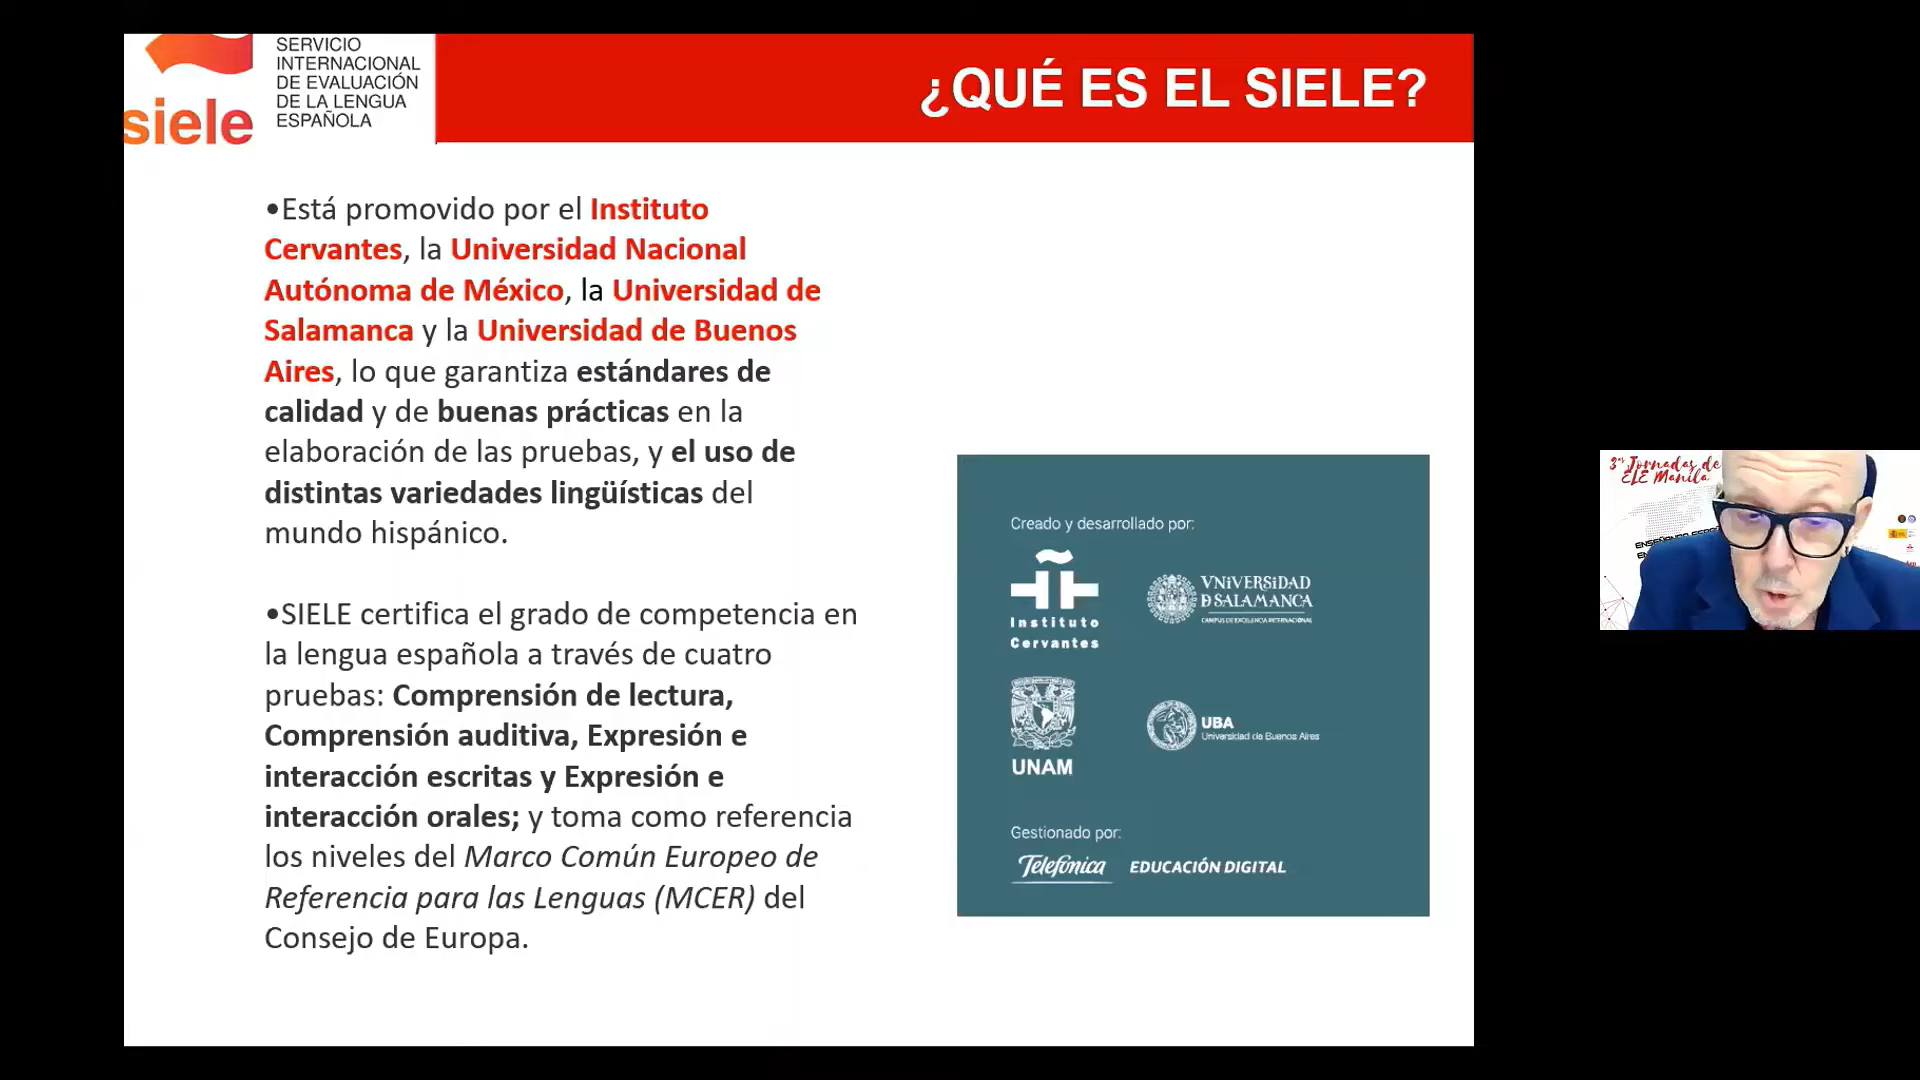 SERVICIO
INTERNACIONAL
DE EVALUACIÓN
DE LA LENGUA
ESPAÑOLA
siele
¿QUÉ ES EL SIELE?
•Está promovido por el Instituto
Cervantes, la Universidad Nacional
Autónoma de México, la Universidad de
Salamanca y la Universidad de Buenos
Aires, lo que garantiza estándares de
calidad y de buenas prácticas en la
elaboración de las pruebas, y el uso de
distintas variedades lingüísticas del
mundo hispánico.
•SIELE certifica el grado de competencia en
la lengua española a través de cuatro
pruebas: Comprensión de lectura,
Comprensión auditiva, Expresión e
interacción escritas y Expresión e
interacción orales; y toma como referencia
los niveles del Marco Común Europeo de
Referencia para las Lenguas (MCER) del
Consejo de Europa.
Creado y desarrollado por:
Instituto
Cervantes
VNiVERSiDAD
D SALAMANCA
CAMPUS DE EXCELENCIA INTERNACIONAL
UNAM
UBA
Universidad de Buenos Aires
Gestionado por:
Telefónica EDUCACIÓN DIGITAL
3as Jornadas de
ELE Manila